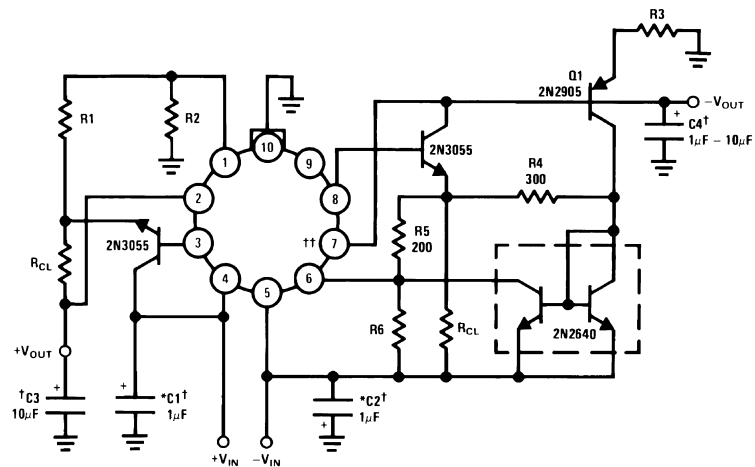 R3
Q1
2N2905
−VOUT
C4†
1μF – 10μF
R1
R2
10
1
9
2N3055
2
8
R4
300
2N3055
3
††
7
R5
200
RCL
4
6
5
R6
RCL
2N2640
+VOUT
†C3
10μF
+
*C1†
1μF
+
*C2†
1μF
+
+
+VIN
−VIN